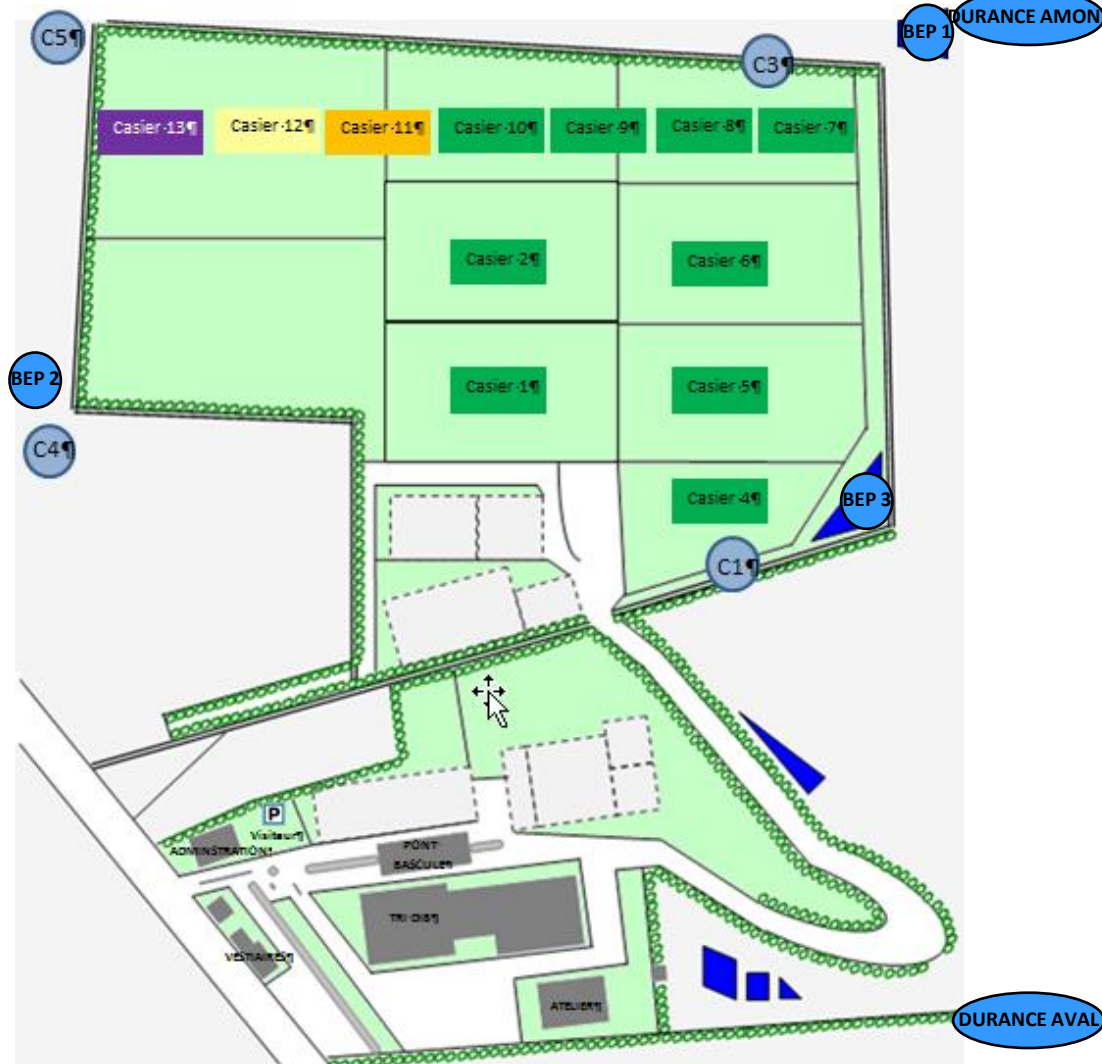 DURANCE AMON
BEP 1
C5¶
C3¶
Casier·13¶
Casier·12¶
Casier·11¶
Casier·10¶
Casier·9¶
Casier·8¶
Casier·7¶
Casier·2¶
Casier·6¶
BEP 2
Casier·1¶
Casier·5¶
C4¶
Casier·4¶
BEP 3
C1¶
P
Visiteur¶
ADMINSTRATION¶
PONT·
BASCULE¶
TRI·DIB¶
VESTIAIRES¶
ATELIER¶
DURANCE AVAL